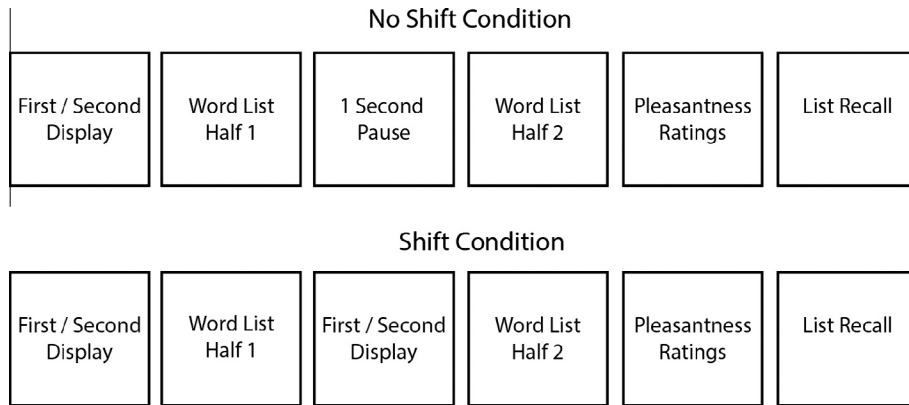 No Shift Condition
First / Second
Display
Word List
Half 1
1 Second
Pause
Word List
Half 2
Pleasantness
Ratings
List Recall
Shift Condition
First / Second
Display
Word List
Half 1
First / Second
Display
Word List
Half 2
Pleasantness
Ratings
List Recall